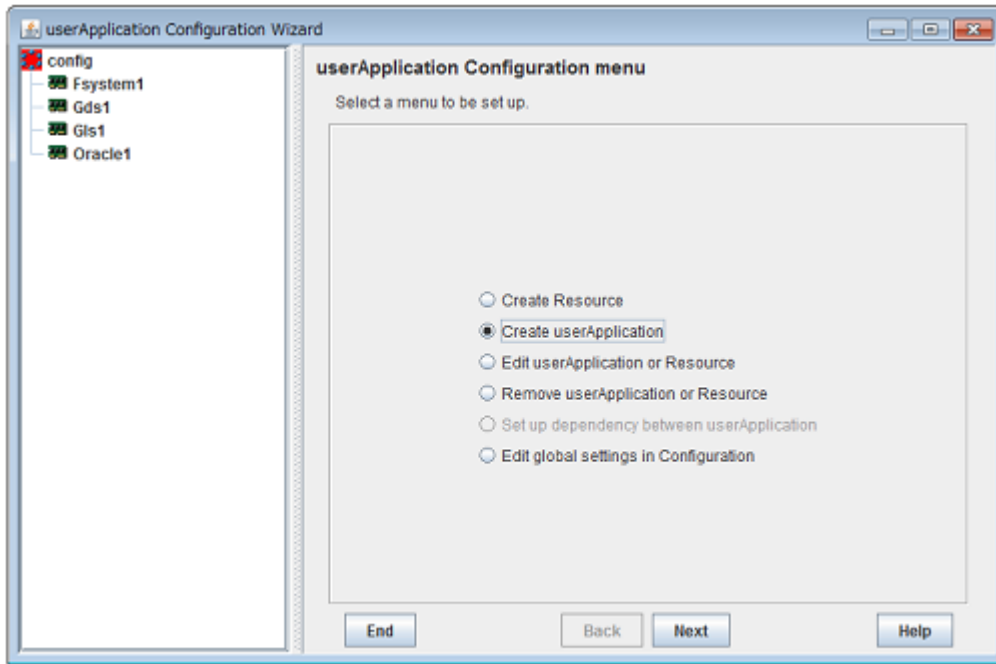 userApplication Configuration Wizard
config
Fsystem1
Gds1
Gls1
Oracle1
userApplication Configuration menu
Select a menu to be set up.
Create Resource
Create userApplication
Edit userApplication or Resource
Remove userApplication or Resource
Set up dependency between userApplication
Edit global settings in Configuration
End
Back
Next
Help